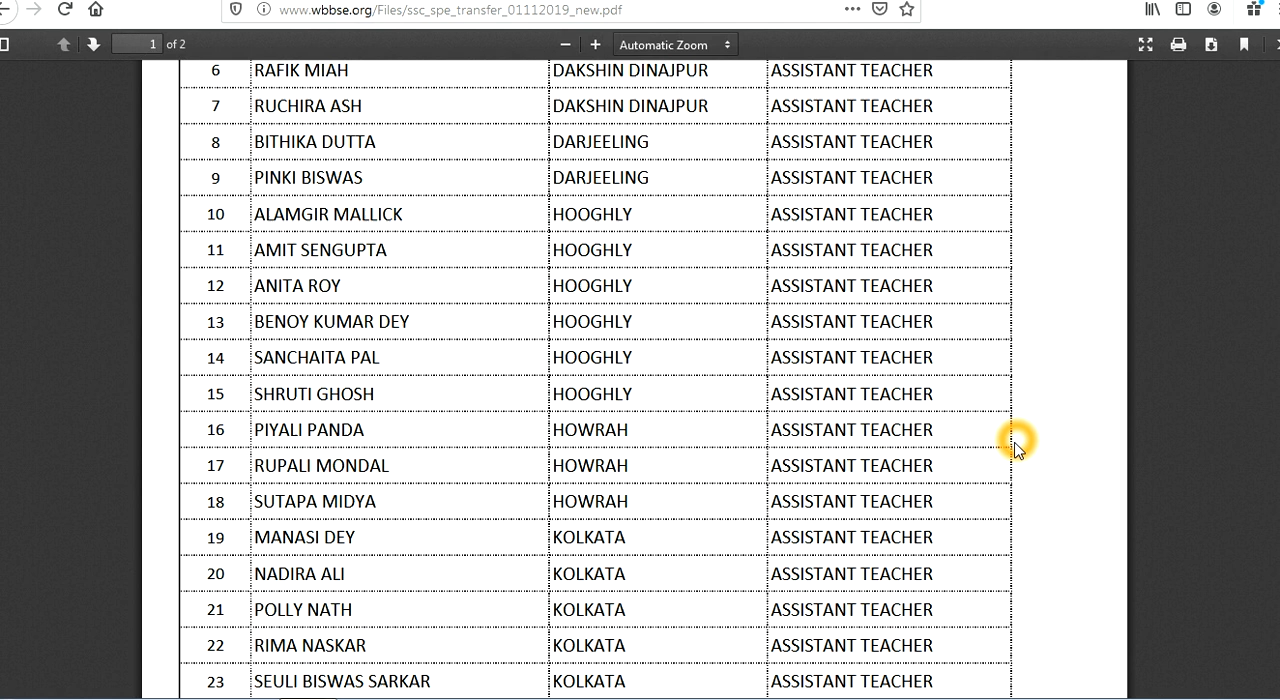 www.wbbse.org/Files/ssc_spe_transfer_01112019_new.pdf
1 of 2 Automatic Zoom
6 RAFIK MIAH DAKSHIN DINAJPUR ASSISTANT TEACHER
7 RUCHIRA ASH DAKSHIN DINAJPUR ASSISTANT TEACHER
8 BITHIKA DUTTA DARJEELING ASSISTANT TEACHER
9 PINKI BISWAS DARJEELING ASSISTANT TEACHER
10 ALAMGIR MALLICK HOOGHLY ASSISTANT TEACHER
11 AMIT SENGUPTA HOOGHLY ASSISTANT TEACHER
12 ANITA ROY HOOGHLY ASSISTANT TEACHER
13 BENOY KUMAR DEY HOOGHLY ASSISTANT TEACHER
14 SANCHAITA PAL HOOGHLY ASSISTANT TEACHER
15 SHRUTI GHOSH HOOGHLY ASSISTANT TEACHER
16 PIYALI PANDA HOWRAH ASSISTANT TEACHER
17 RUPALI MONDAL HOWRAH ASSISTANT TEACHER
18 SUTAPA MIDYA HOWRAH ASSISTANT TEACHER
19 MANASI DEY KOLKATA ASSISTANT TEACHER
20 NADIRA ALI KOLKATA ASSISTANT TEACHER
21 POLLY NATH KOLKATA ASSISTANT TEACHER
22 RIMA NASKAR KOLKATA ASSISTANT TEACHER
23 SEULI BISWAS SARKAR KOLKATA ASSISTANT TEACHER